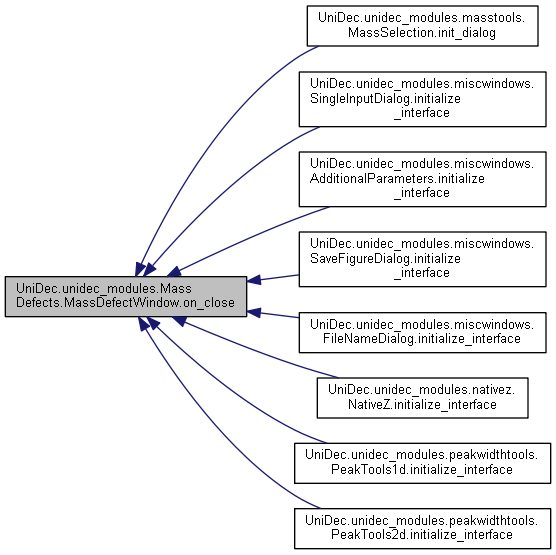 UniDec.unidec_modules.masstools.
MassSelection.init_dialog
UniDec.unidec_modules.miscwindows.
SingleInputDialog.initialize
_interface
UniDec.unidec_modules.miscwindows.
AdditionalParameters.initialize
_interface
UniDec.unidec_modules.miscwindows.
SaveFigureDialog.initialize
_interface
UniDec.unidec_modules.Mass
Defects.MassDefectWindow.on_close
UniDec.unidec_modules.miscwindows.
FileNameDialog.initialize_interface
UniDec.unidec_modules.nativez.
NativeZ.initialize_interface
UniDec.unidec_modules.peakwidthtools.
PeakTools1d.initialize_interface
UniDec.unidec_modules.peakwidthtools.
PeakTools2d.initialize_interface